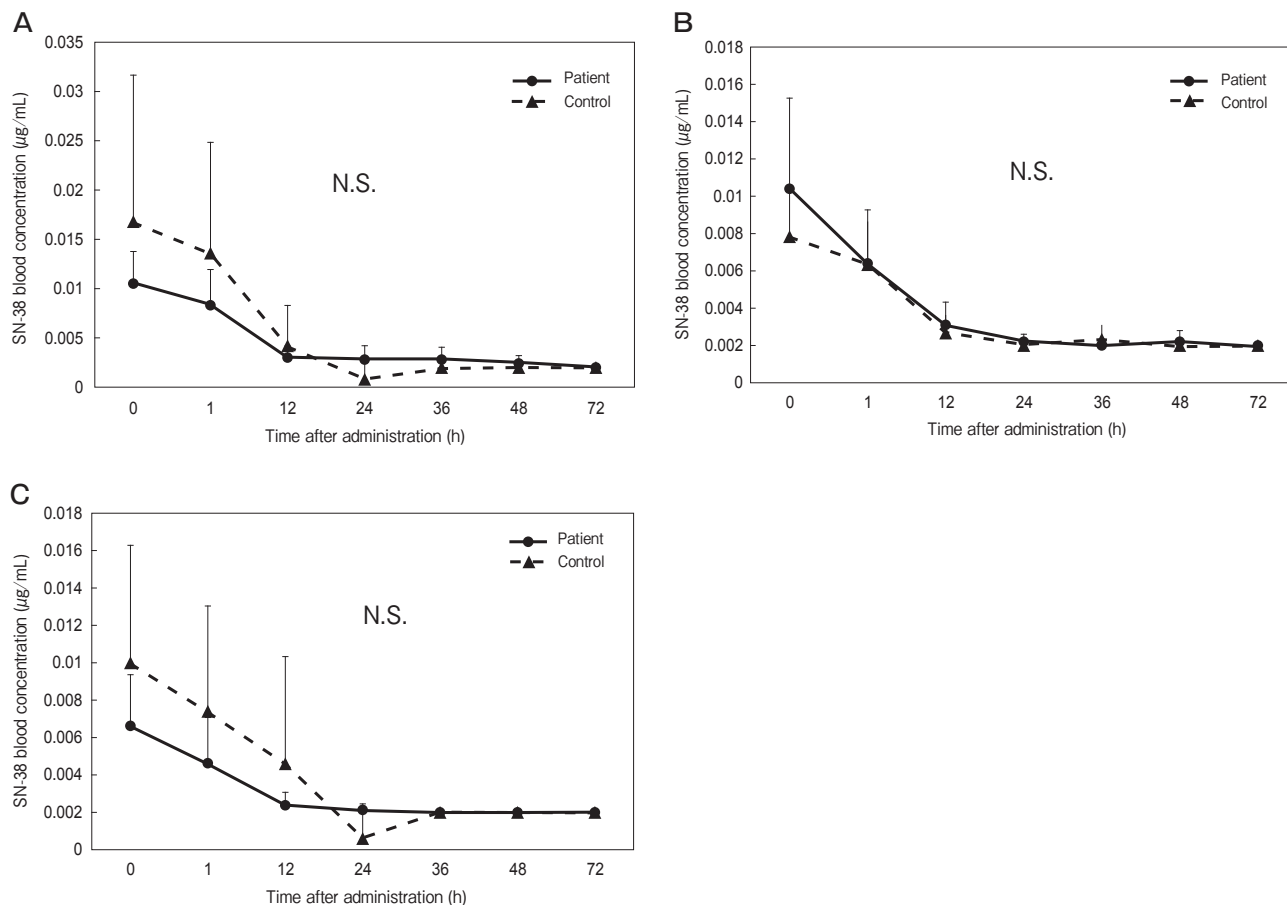 A
SN-38 blood concentration (µg/mL)
0.035
0.03
0.025
0.02
0.015
0.01
0.005
0
Patient
Control
N.S.
0 1 12 24 36 48 72
Time after administration (h)
B
SN-38 blood concentration (µg/mL)
0.018
0.016
0.014
0.012
0.01
0.008
0.006
0.004
0.002
0
Patient
Control
N.S.
0 1 12 24 36 48 72
Time after administration (h)
C
SN-38 blood concentration (µg/mL)
0.018
0.016
0.014
0.012
0.01
0.008
0.006
0.004
0.002
0
Patient
Control
N.S.
0 1 12 24 36 48 72
Time after administration (h)